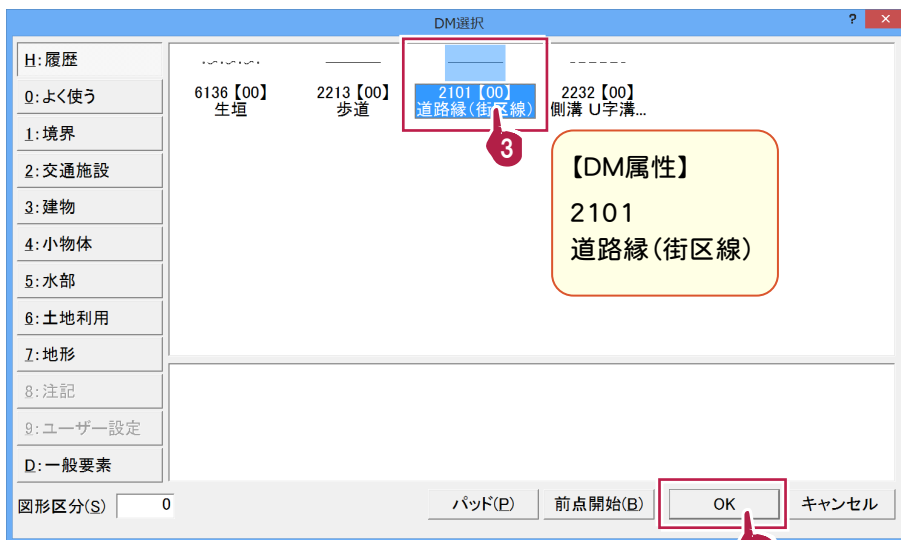 DM選択
? ×
H:履歴
0:よく使う
1:境界
2:交通施設
3:建物
4:小物体
5:水部
6:土地利用
7:地形
8:注記
9:ユーザー設定
D:一般要素
6136【00】
生垣
2213【00】
歩道
2101【00】
道路縁(街区線)
2232【00】
側溝 U字溝...
3
【DM属性】
2101
道路縁(街区線)
図形区分(S) 0
パッド(P)
前点開始(B)
OK
キャンセル